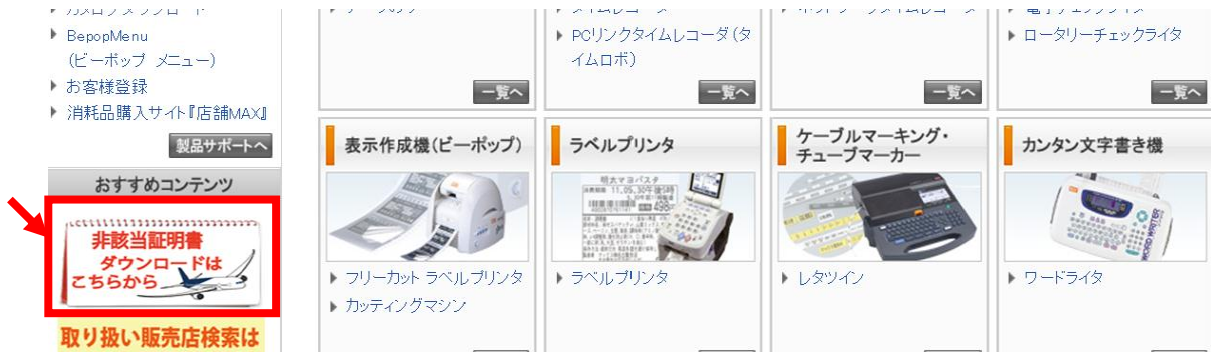 BepopMenu
(ビーポップ メニュー)
お客様登録
消耗品購入サイト『店舗MAX』
製品サポートへ
おすすめコンテンツ
非該当証明書
ダウンロードは
こちらから
取り扱い販売店検索は
一覧へ
PCリンクタイムレコーダ(タ
イムロボ)
一覧へ
一覧へ
ロータリーチェックライタ
一覧へ
表示作成機(ビーポップ)
フリーカット ラベルプリンタ
カッティングマシン
ラベルプリンタ
明太マヨパスタ
ラベルプリンタ
ケーブルマーキング・
チューブマーカー
レタツイン
カンタン文字書き機
WORD WRITER
ワードライタ